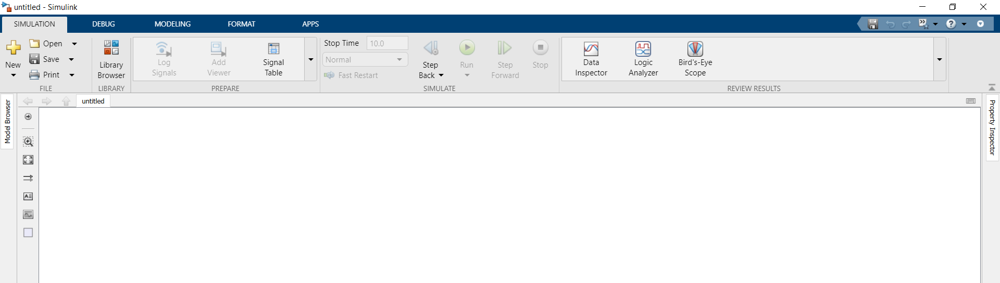 untitled - Simulink
SIMULATION
DEBUG
MODELING
FORMAT
APPS
New
Open
Save
Print
FILE
Library
Browser
LIBRARY
Log
Signals
Add
Viewer
Signal
Table
PREPARE
Stop Time 10.0
Normal
Fast Restart
Step
Back
Run
Step
Forward
Stop
SIMULATE
Data
Inspector
Logic
Analyzer
Bird's-Eye
Scope
REVIEW RESULTS
Model Browser
untitled
Property Inspector